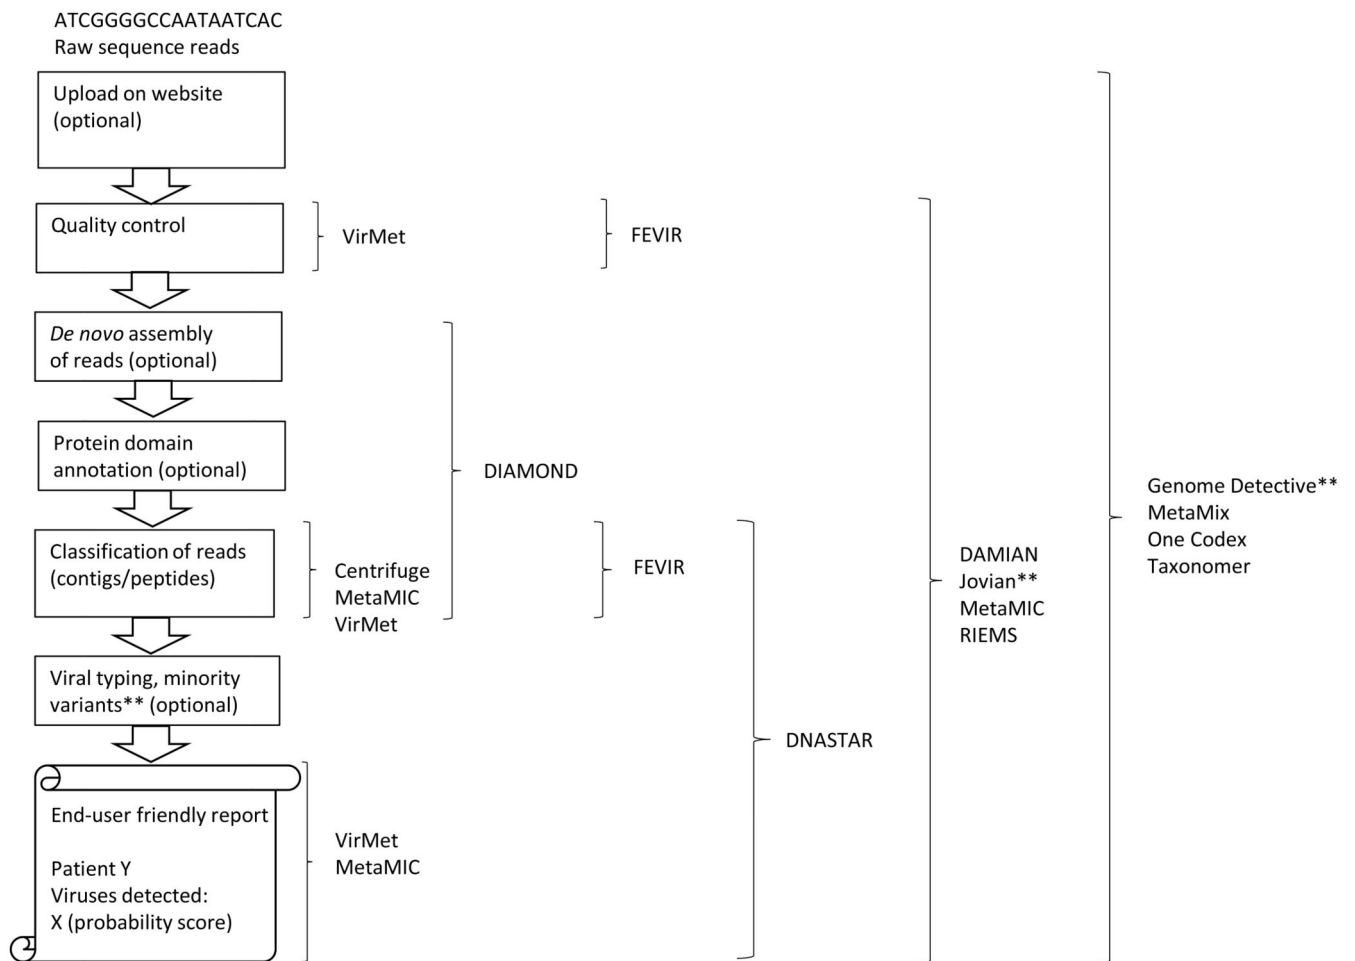 ATCGGGGCCAATAATCAC
Raw sequence reads
Upload on website
(optional)
Quality control
VirMet
FEVIR
De novo assembly
of reads (optional)
Protein domain
annotation (optional)
DIAMOND
Classification of reads
(contigs/peptides)
Centrifuge
MetaMIC
VirMet
FEVIR
Viral typing, minority
variants** (optional)
DNASTAR
End-user friendly report
Patient Y
Viruses detected:
X (probability score)
VirMet
MetaMIC
DAMIAN
Jovian**
MetaMIC
RIEMS
Genome Detective**
MetaMix
One Codex
Taxonomer